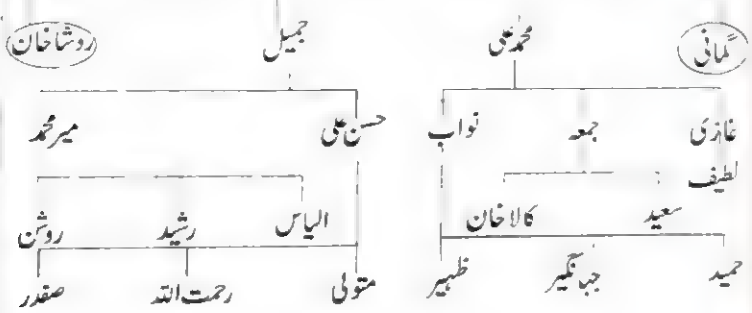 گمانی محمد علی جمیل روشاخان
غازی جمعہ نواب حسن علی میر محمد
لطیف
سعید کالا خان الیاس رشید روشن
حمید جہانگیر ظہیر متولی رحمت اللہ صفدر